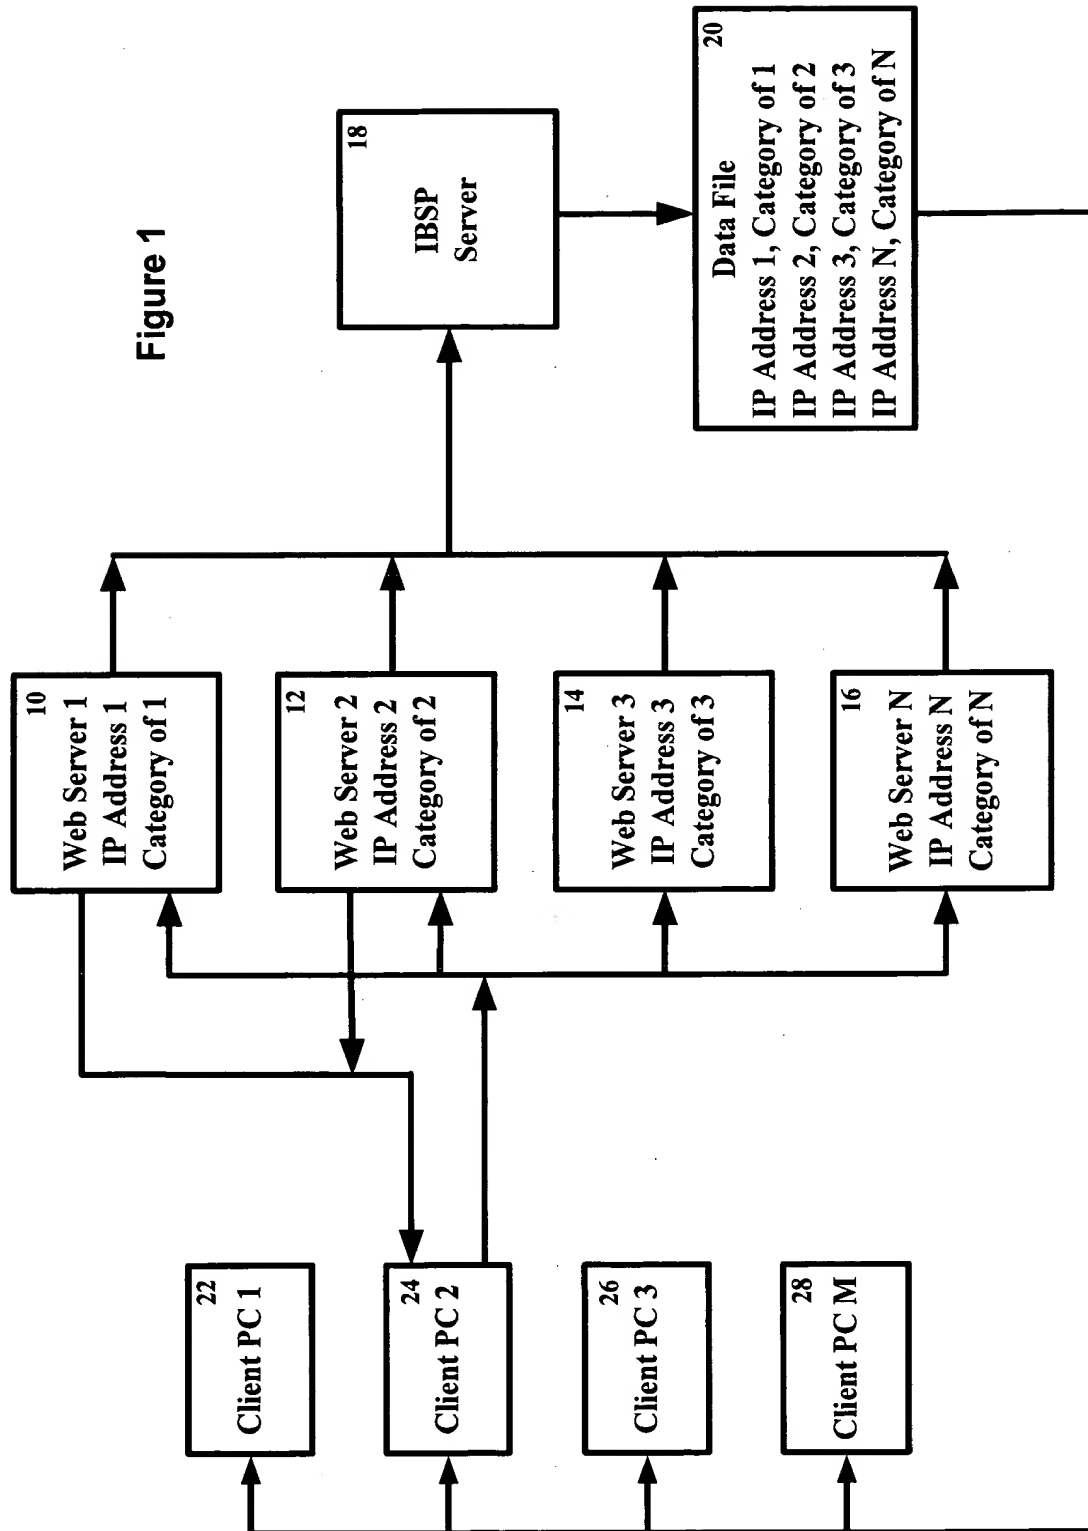 Figure 1
22
Client PC 1
24
Client PC 2
26
Client PC 3
28
Client PC M
10
Web Server 1
IP Address 1
Category of 1
12
Web Server 2
IP Address 2
Category of 2
14
Web Server 3
IP Address 3
Category of 3
16
Web Server N
IP Address N
Category of N
18
IBSP
Server
20
Data File
IP Address 1, Category of 1
IP Address 2, Category of 2
IP Address 3, Category of 3
IP Address N, Category of N